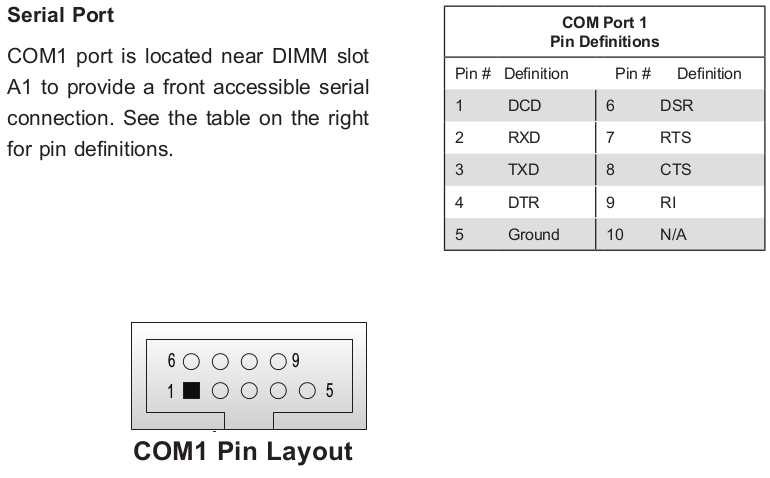 Serial Port
COM1 port is located near DIMM slot
A1 to provide a front accessible serial
connection. See the table on the right
for pin definitions.
COM Port 1
Pin Definitions
Pin # Definition Pin # Definition
1 DCD 6 DSR
2 RXD 7 RTS
3 TXD 8 CTS
4 DTR 9 RI
5 Ground 10 N/A
6 9
1 5
COM1 Pin Layout